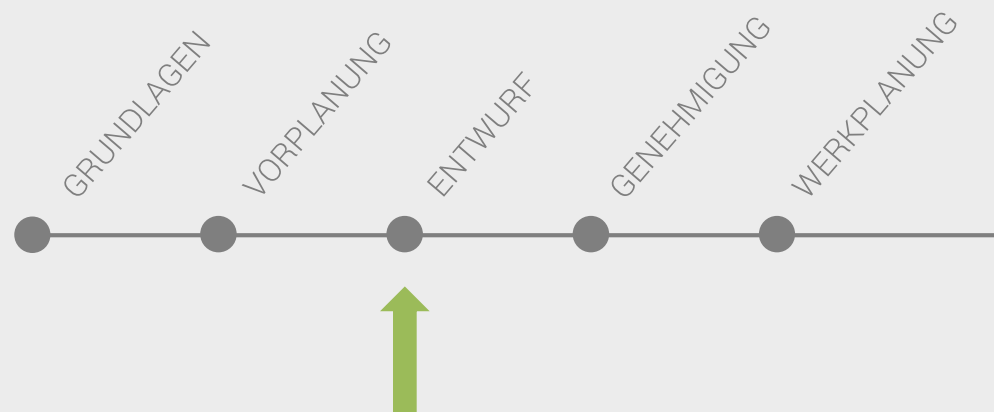 GRUNDLAGEN
VORPLANUNG
ENTWURF
GENEHMIGUNG
WERKPLANUNG